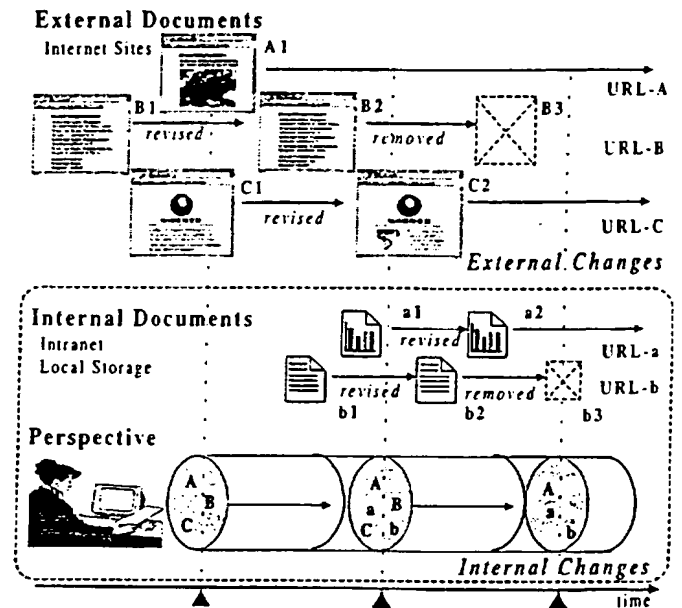 External Documents
Internet Sites
A1
URL-A
B1
revised
B2
removed
B3
URL-B
C1
revised
C2
URL-C
External Changes
Internal Documents
Intranet
Local Storage
a1
revised
a2
URL-a
revised
b1
removed
b2
b3
URL-b
Perspective
A
B
C
A
a
B
C
b
A
a
b
Internal Changes
time